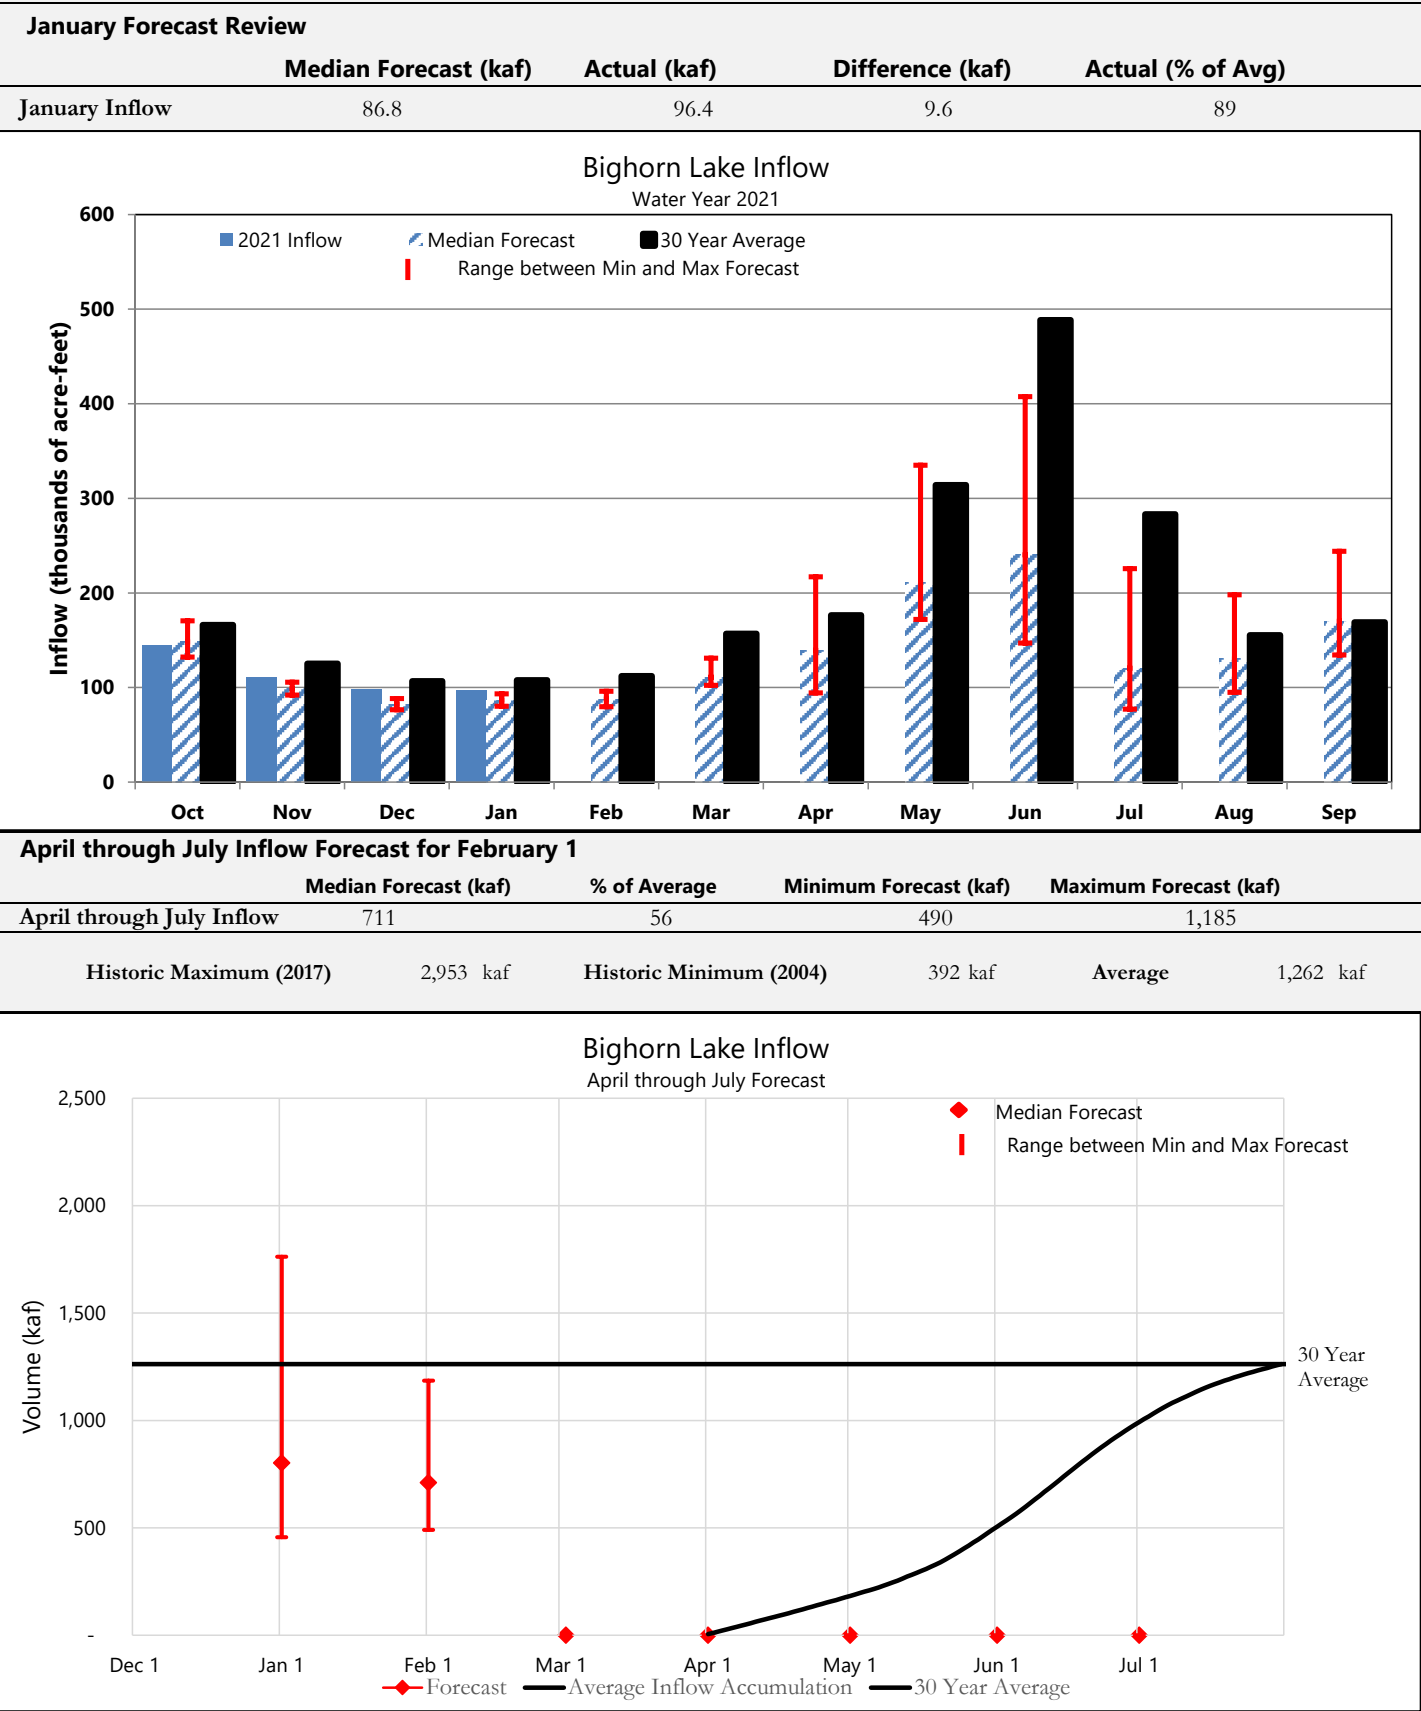 January Forecast Review
Median Forecast (kaf) Actual (kaf) Difference (kaf) Actual (% of Avg)
January Inflow 86.8 96.4 9.6 89
Bighorn Lake Inflow
Water Year 2021
2021 Inflow Median Forecast 30 Year Average
Range between Min and Max Forecast
Inflow (thousands of acre-feet)
600
500
400
300
200
100
0
Oct Nov Dec Jan Feb Mar Apr May Jun Jul Aug Sep
April through July Inflow Forecast for February 1
Median Forecast (kaf) % of Average Minimum Forecast (kaf) Maximum Forecast (kaf)
April through July Inflow 711 56 490 1,185
Historic Maximum (2017) 2,953 kaf Historic Minimum (2004) 392 kaf Average 1,262 kaf
Bighorn Lake Inflow
April through July Forecast
Median Forecast
Range between Min and Max Forecast
Volume (kaf)
2,500
2,000
1,500
1,000
500
-
30 Year
Average
Dec 1 Jan 1 Feb 1 Mar 1 Apr 1 May 1 Jun 1 Jul 1
Forecast Average Inflow Accumulation 30 Year Average